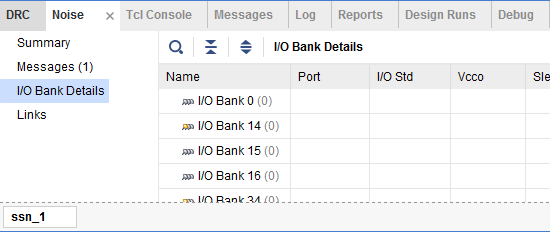 DRC Noise Tcl Console Messages Log Reports Design Runs Debug
Summary
Messages (1)
I/O Bank Details
Links
I/O Bank Details
Name Port I/O Std Vcco Sle
I/O Bank 0 (0)
I/O Bank 14 (0)
I/O Bank 15 (0)
I/O Bank 16 (0)
I/O Bank 34 (0)
ssn_1